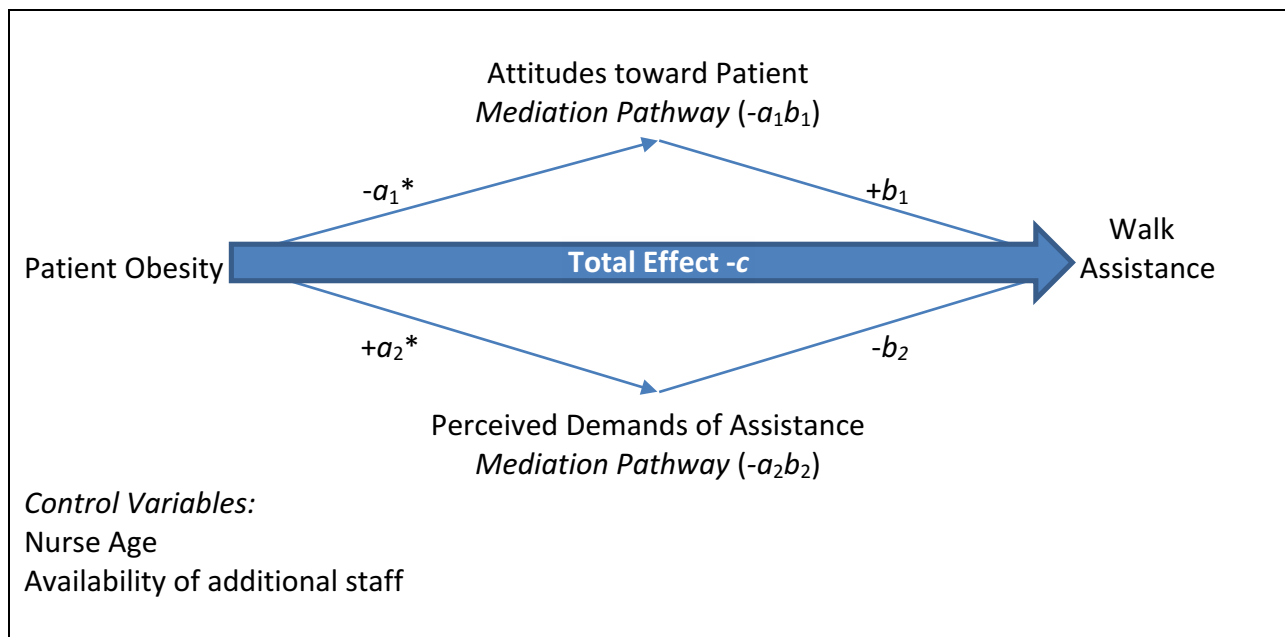 Attitudes toward Patient
Mediation Pathway (-a₁b₁)
-a₁*
+b₁
Patient Obesity
Total Effect -c
Walk
Assistance
+a₂*
-b₂
Perceived Demands of Assistance
Mediation Pathway (-a₂b₂)
Control Variables:
Nurse Age
Availability of additional staff